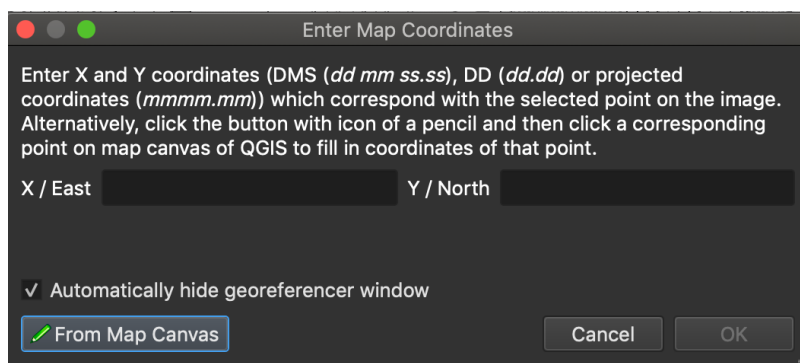 Enter Map Coordinates
Enter X and Y coordinates (DMS (dd mm ss.ss), DD (dd.dd) or projected
coordinates (mmmm.mm)) which correspond with the selected point on the image.
Alternatively, click the button with icon of a pencil and then click a corresponding
point on map canvas of QGIS to fill in coordinates of that point.
X / East Y / North
Automatically hide georeferencer window
From Map Canvas Cancel OK